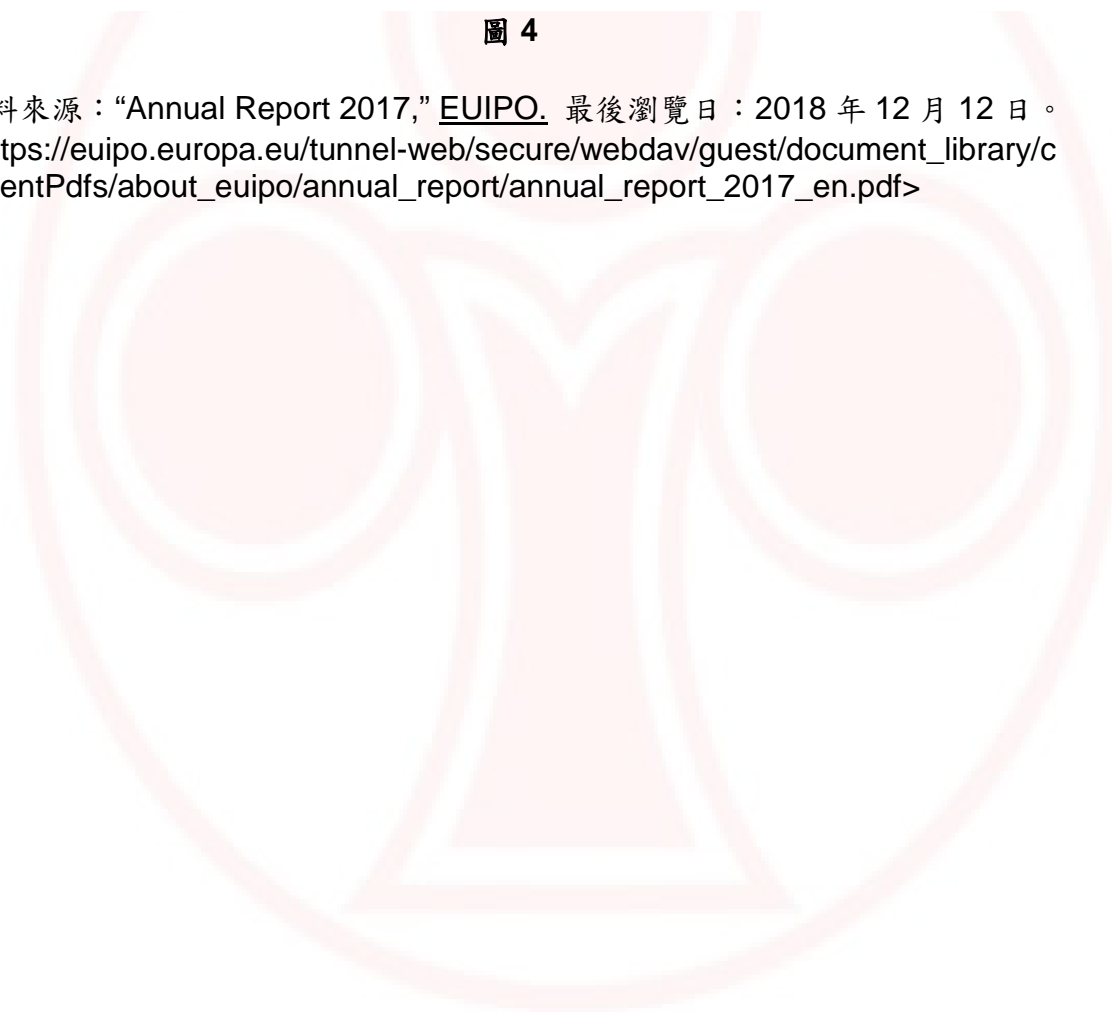 圖 4
料來源：“Annual Report 2017,” EUIPO. 最後瀏覽日：2018 年 12 月 12 日。
tps://euipo.europa.eu/tunnel-web/secure/webdav/guest/document_library/c
entPdfs/about_euipo/annual_report/annual_report_2017_en.pdf>